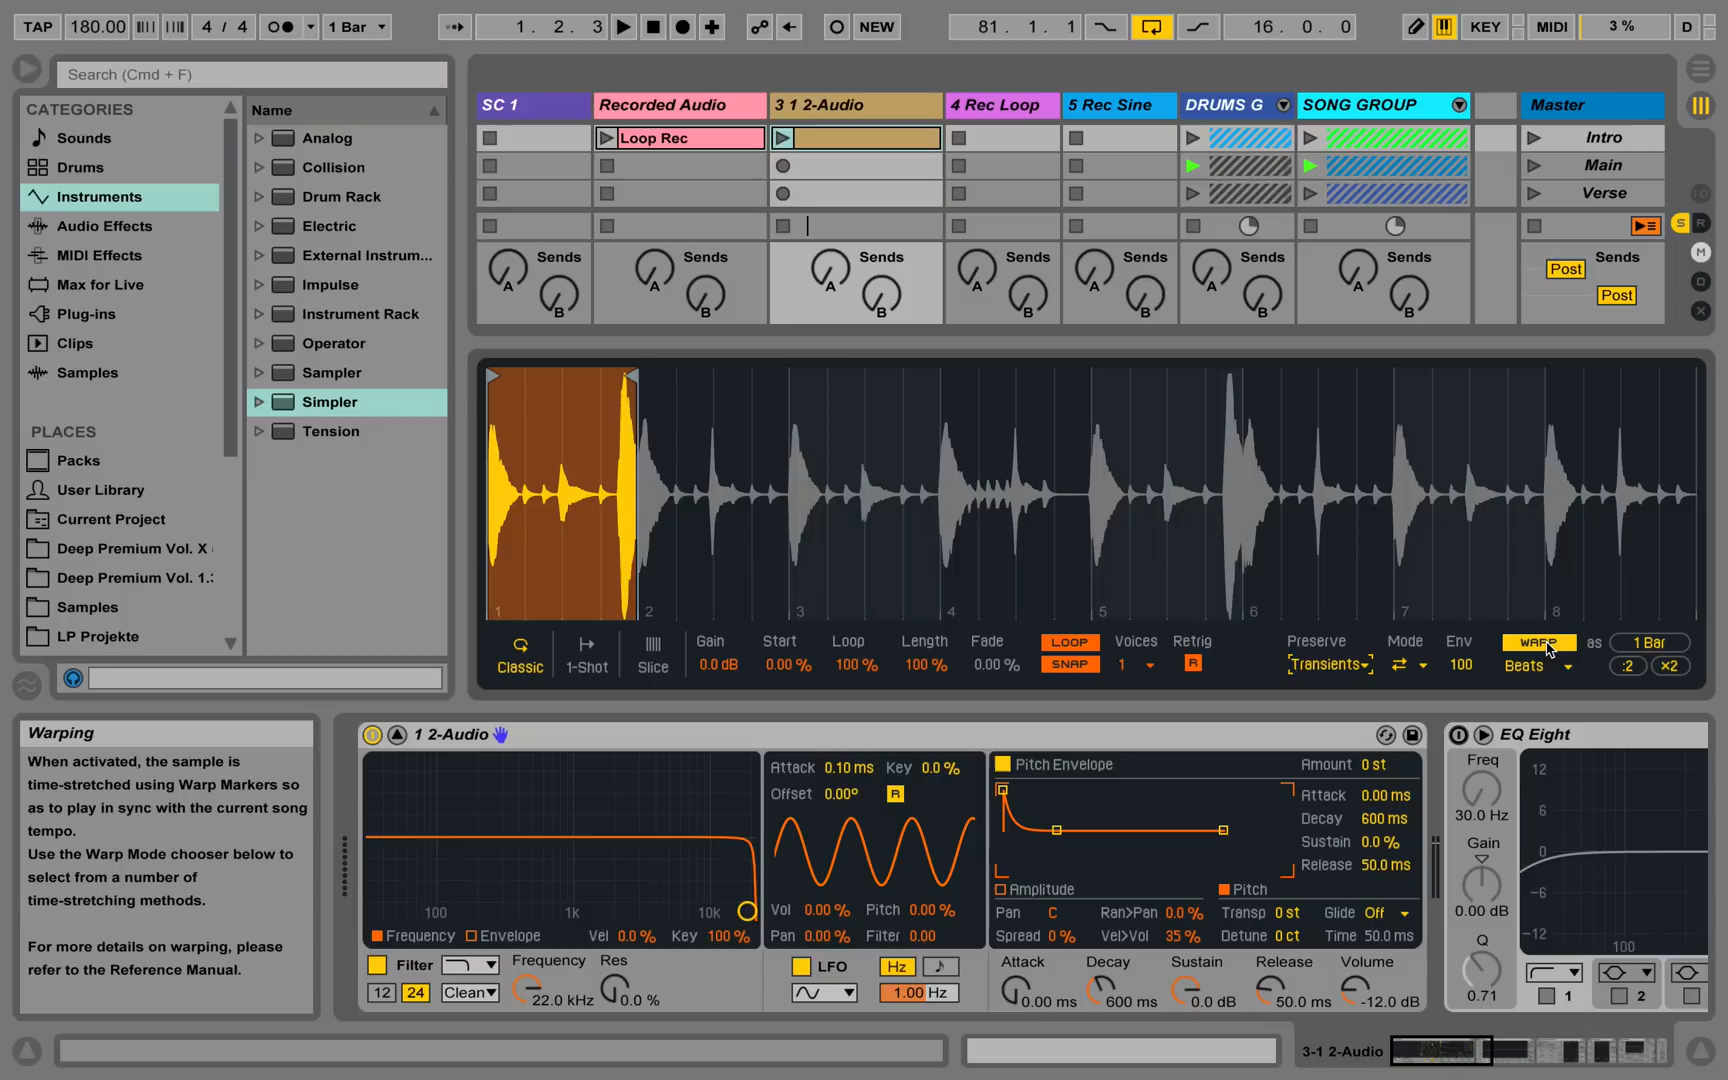 TAP 180.00 4 / 4 1 Bar 1. 2. 3 NEW 81. 1. 1 16. 0. 0 KEY MIDI 3 % D
Search (Cmd + F)
CATEGORIES
Sounds
Drums
Instruments
Audio Effects
MIDI Effects
Max for Live
Plug-ins
Clips
Samples
PLACES
Packs
User Library
Current Project
Deep Premium Vol. X
Deep Premium Vol. 1.
Samples
LP Projekte
Name
Analog
Collision
Drum Rack
Electric
External Instrum...
Impulse
Instrument Rack
Operator
Sampler
Simpler
Tension
SC 1 Recorded Audio 3 1 2-Audio 4 Rec Loop 5 Rec Sine DRUMS G SONG GROUP Master
Loop Rec Intro
Main
Verse
S R
Sends Sends Sends Sends Sends Sends Sends Sends
A A A A A A A Post
B B B B B B B Post
M
D
X
1 2 3 4 5 6 7 8
Classic 1-Shot Slice
Gain Start Loop Length Fade LOOP Voices Retrig Preserve Mode Env WARP as 1 Bar
0.0 dB 0.00 % 100 % 100 % 0.00 % SNAP 1 R Transients 100 Beats :2 ×2
Warping
When activated, the sample is
time-stretched using Warp Markers so
as to play in sync with the current song
tempo.
Use the Warp Mode chooser below to
select from a number of
time-stretching methods.
For more details on warping, please
refer to the Reference Manual.
1 2-Audio
100 1k 10k
Frequency Envelope Vel 0.0 % Key 100 %
Filter 12 24 Clean
Frequency 22.0 kHz
Res 0.0 %
Attack 0.10 ms Key 0.0 %
Offset 0.00° R
Vol 0.00 % Pitch 0.00 %
Pan 0.00 % Filter 0.00
LFO Hz 1.00 Hz
Pitch Envelope Amount 0 st
Attack 0.00 ms
Decay 600 ms
Sustain 0.0 %
Release 50.0 ms
Amplitude Pitch
Pan C Ran>Pan 0.0 % Transp 0 st Glide Off
Spread 0 % Vel>Vol 35 % Detune 0 ct Time 50.0 ms
Attack Decay Sustain Release Volume
0.00 ms 600 ms 0.0 dB 50.0 ms -12.0 dB
EQ Eight
Freq
30.0 Hz
Gain
0.00 dB
Q
0.71
12
6
0
-6
-12
100
1 2
3-1 2-Audio